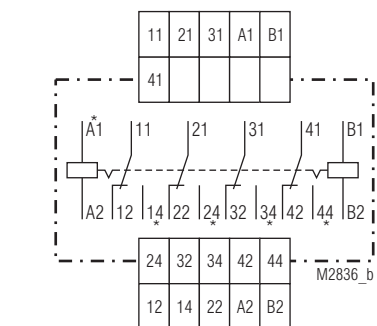 11 21 31 A1 B1
41
*
A1 11 21 31 41 B1
A2 12 14 22 24 32 34 42 44 B2
* * * *
24 32 34 42 44
M2836_b
12 14 22 A2 B2